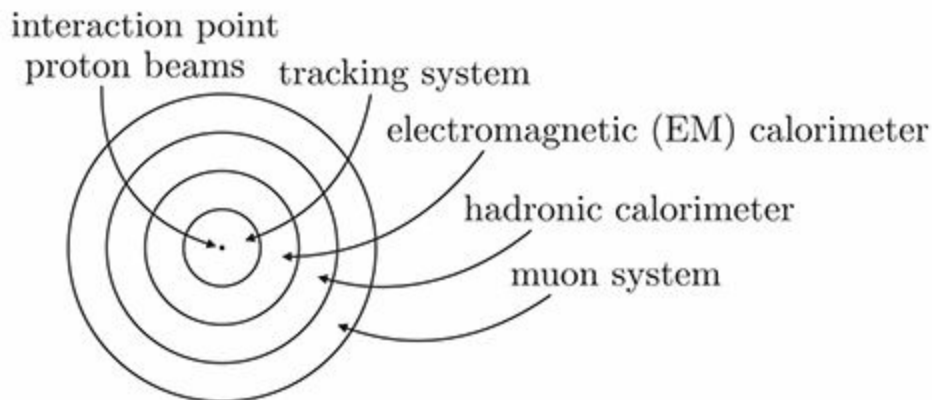 interaction point
proton beams
tracking system
electromagnetic (EM) calorimeter
hadronic calorimeter
muon system